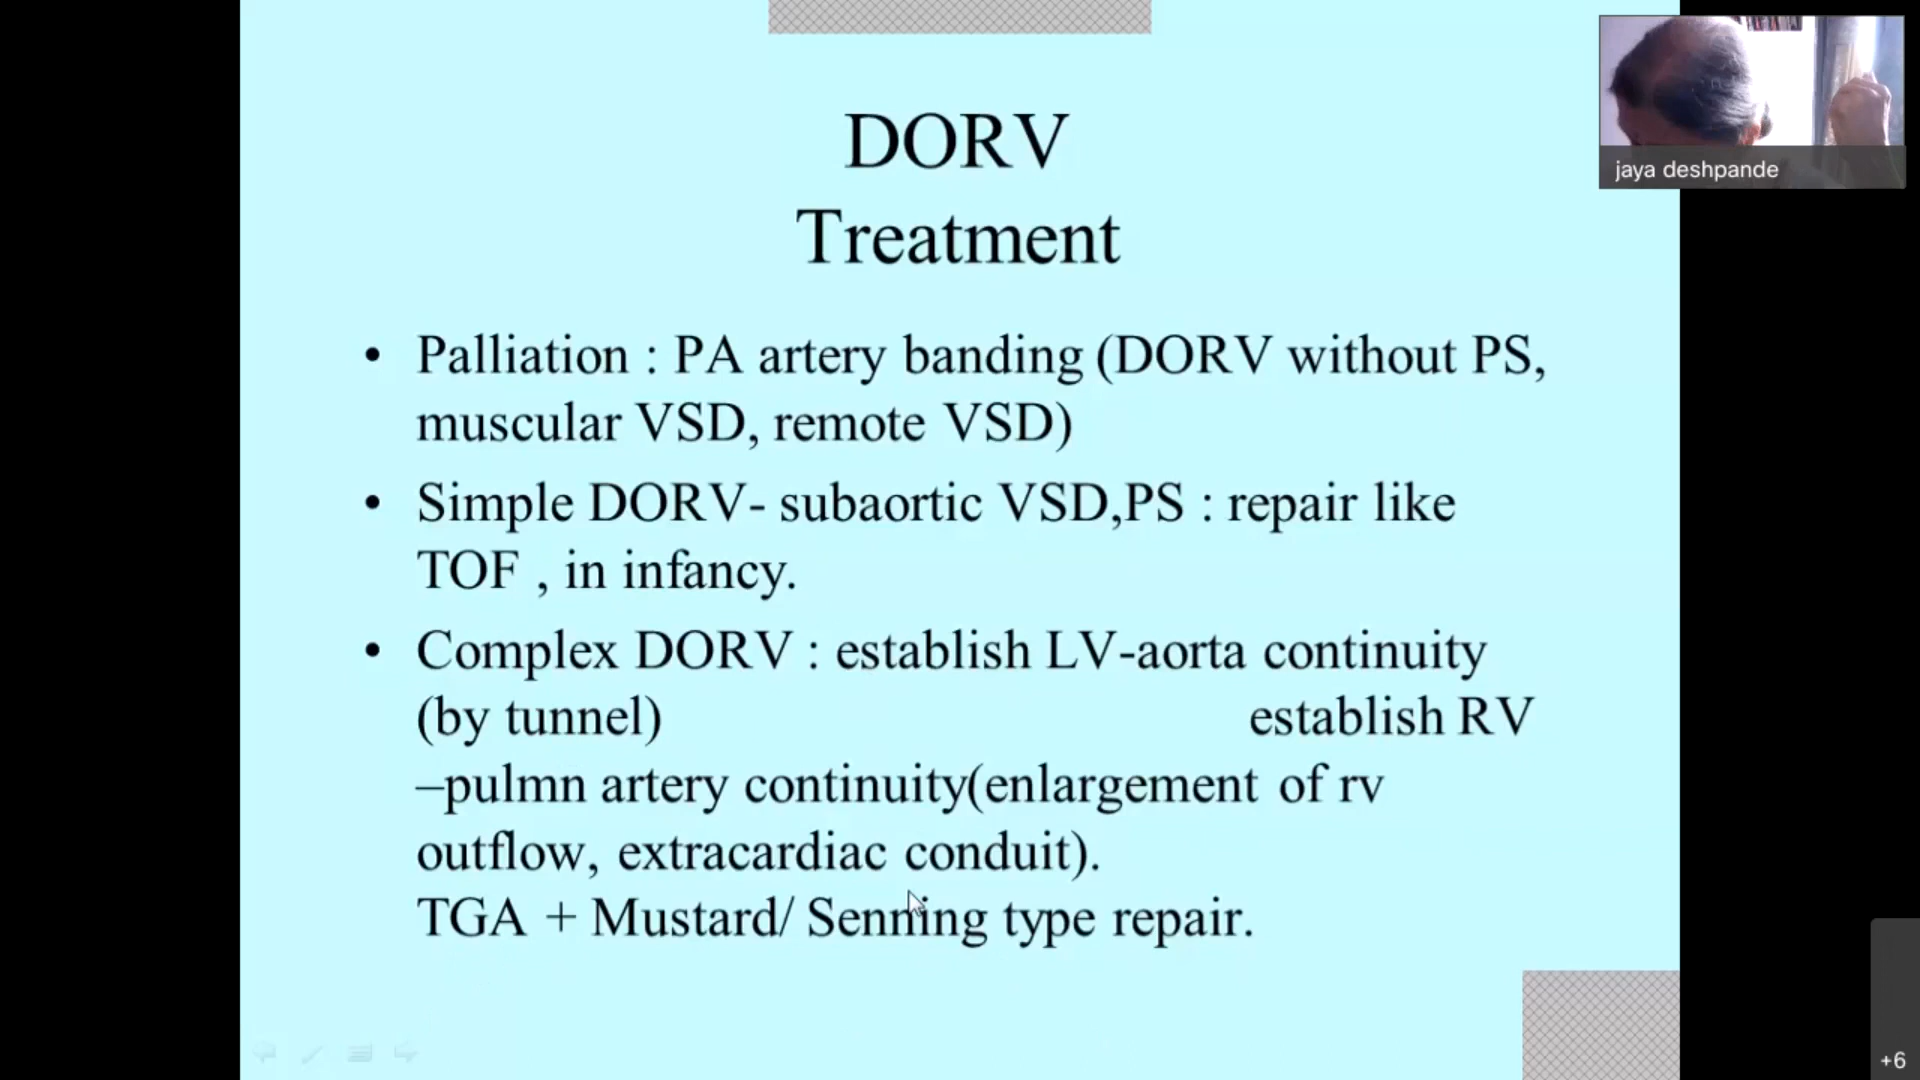 DORV
Treatment
• Palliation : PA artery banding (DORV without PS,
muscular VSD, remote VSD)
• Simple DORV- subaortic VSD,PS : repair like
TOF , in infancy.
• Complex DORV : establish LV-aorta continuity
(by tunnel) establish RV
–pulmn artery continuity(enlargement of rv
outflow, extracardiac conduit).
TGA + Mustard/ Senning type repair.
jaya deshpande
+6